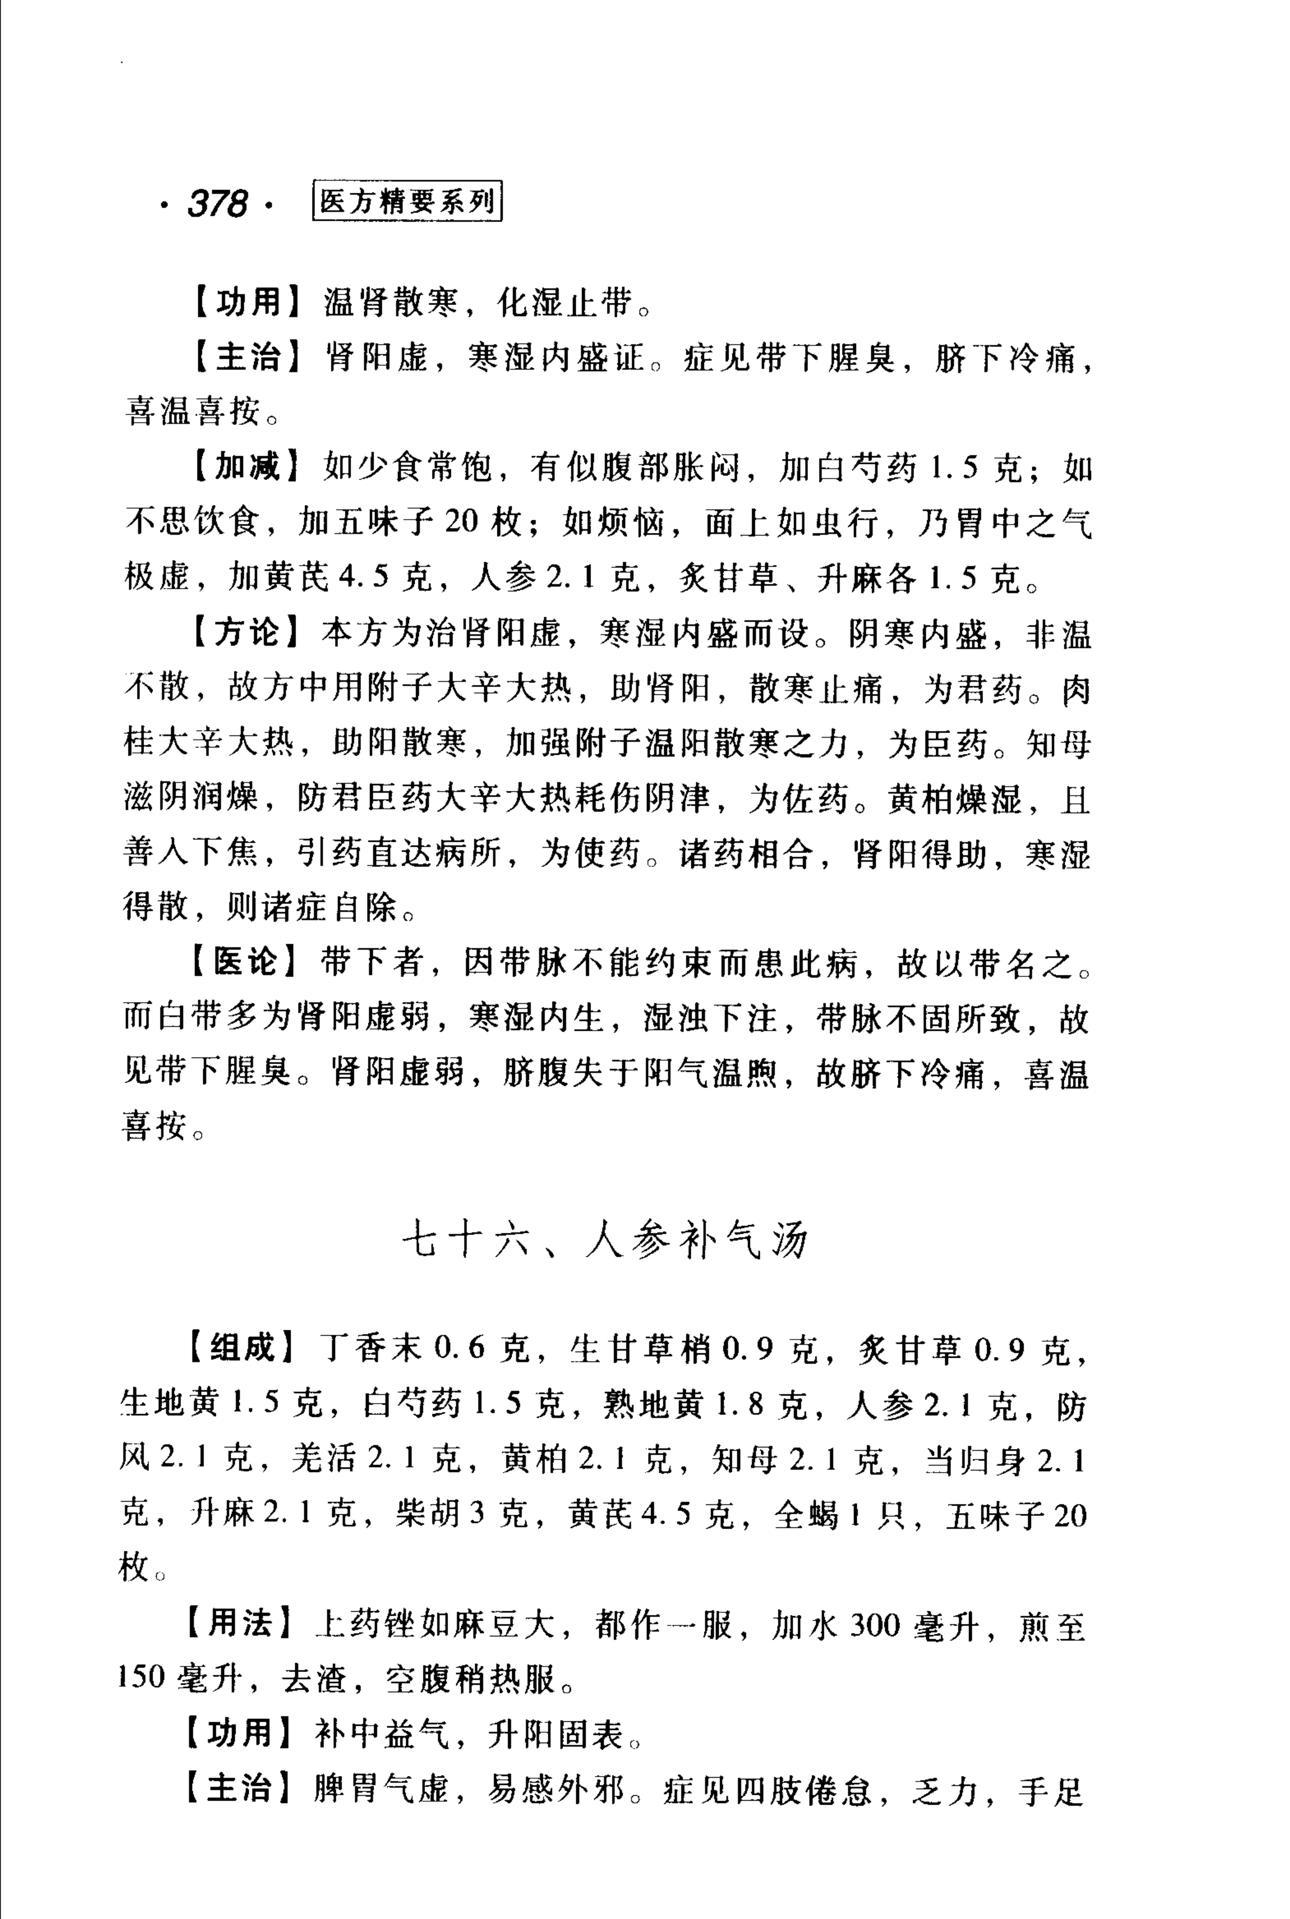 ·378· 医方精要系列
【功用】温肾散寒，化湿止带。
【主治】肾阳虚，寒湿内盛证。症见带下腥臭，脐下冷痛，
喜温喜按。
【加减】如少食常饱，有似腹部胀闷，加白芍药1.5克；如
不思饮食，加五味子20枚；如烦恼，面上如虫行，乃胃中之气
极虚，加黄芪4.5克，人参2.1克，炙甘草、升麻各1.5克。
【方论】本方为治肾阳虚，寒湿内盛而设。阴寒内盛，非温
不散，故方中用附子大辛大热，助肾阳，散寒止痛，为君药。肉
桂大辛大热，助阳散寒，加强附子温阳散寒之力，为臣药。知母
滋阴润燥，防君臣药大辛大热耗伤阴津，为佐药。黄柏燥湿，且
善入下焦，引药直达病所，为使药。诸药相合，肾阳得助，寒湿
得散，则诸症自除。
【医论】带下者，因带脉不能约束而患此病，故以带名之。
而白带多为肾阳虚弱，寒湿内生，湿浊下注，带脉不固所致，故
见带下腥臭。肾阳虚弱，脐腹失于阳气温煦，故脐下冷痛，喜温
喜按。
七十六、人参补气汤
【组成】丁香末0.6克，生甘草梢0.9克，炙甘草0.9克，
生地黄1.5克，白芍药1.5克，熟地黄1.8克，人参2.1克，防
风2.1克，羌活2.1克，黄柏2.1克，知母2.1克，当归身2.1
克，升麻2.1克，柴胡3克，黄芪4.5克，全蝎1只，五味子20
枚。
【用法】上药锉如麻豆大，都作一服，加水300毫升，煎至
150毫升，去渣，空腹稍热服。
【功用】补中益气，升阳固表。
【主治】脾胃气虚，易感外邪。症见四肢倦怠，乏力，手足